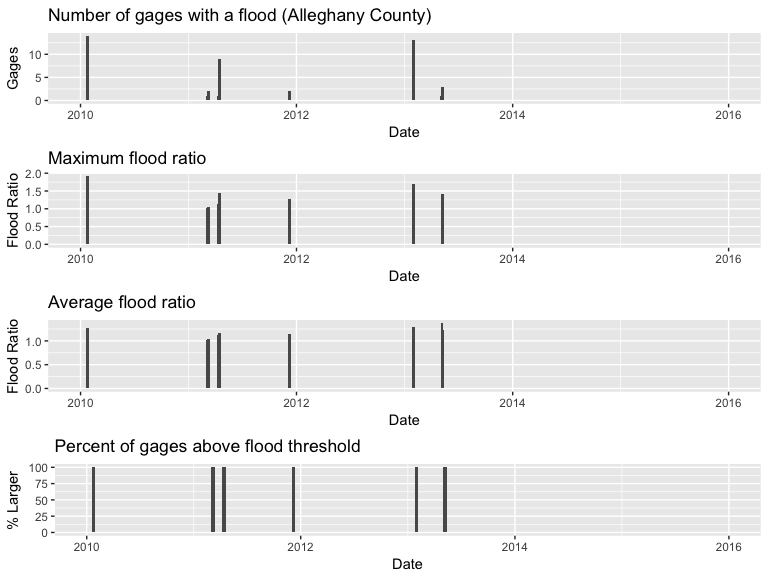 Number of gages with a flood (Alleghany County)
Gages
10
5
0
2010
2012
2014
2016
Date
Maximum flood ratio
Flood Ratio
2.0
1.5
1.0
0.5
0.0
2010
2012
2014
2016
Date
Average flood ratio
Flood Ratio
1.0
0.5
0.0
2010
2012
2014
2016
Date
Percent of gages above flood threshold
% Larger
100
75
50
25
0
2010
2012
2014
2016
Date